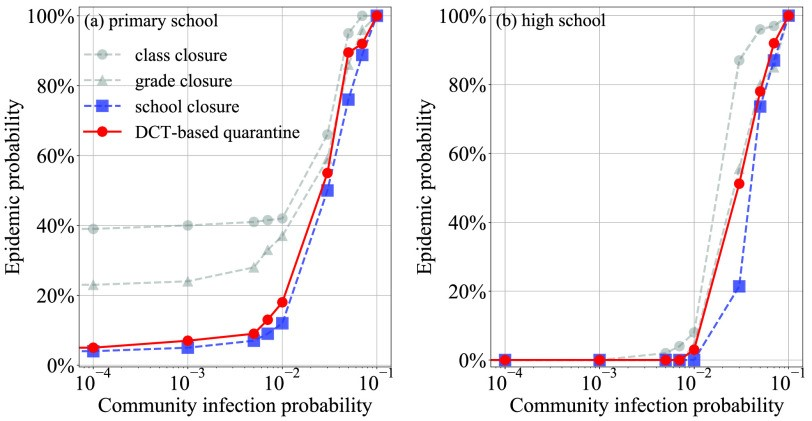 (a) primary school
class closure
grade closure
school closure
DCT-based quarantine
Epidemic probability
100%
80%
60%
40%
20%
0%
10⁻⁴
10⁻³
10⁻²
10⁻¹
Community infection probability
(b) high school
Epidemic probability
100%
80%
60%
40%
20%
0%
10⁻⁴
10⁻³
10⁻²
10⁻¹
Community infection probability